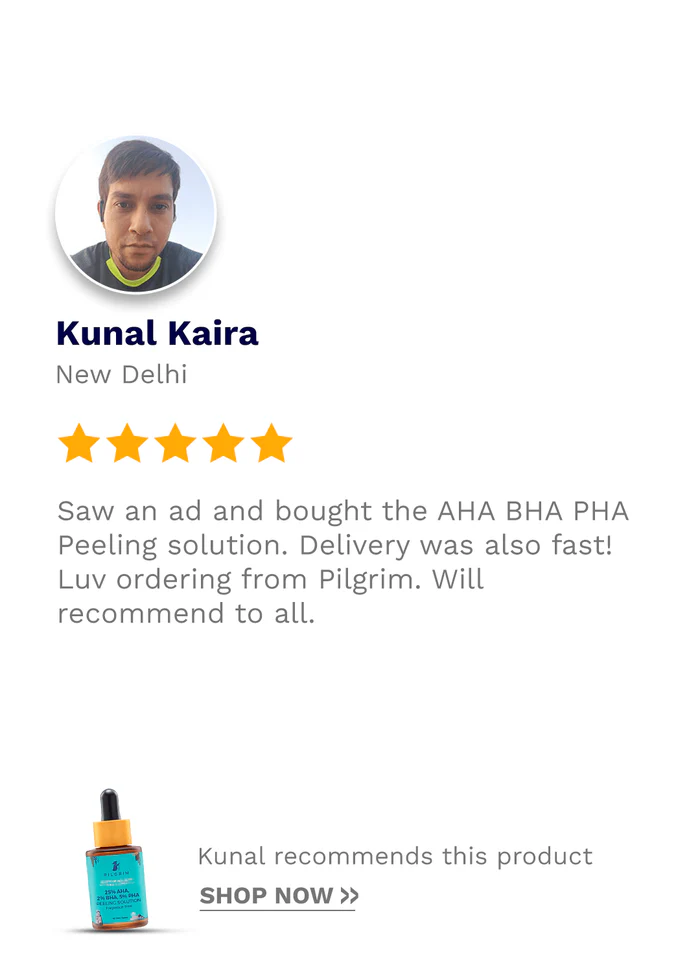 Kunal Kaira
New Delhi
Saw an ad and bought the AHA BHA PHA
Peeling solution. Delivery was also fast!
Luv ordering from Pilgrim. Will
recommend to all.
PILGRIM
25% AHA,
2% BHA, 5% PHA
PEELING SOLUTION
Kunal recommends this product
SHOP NOW »